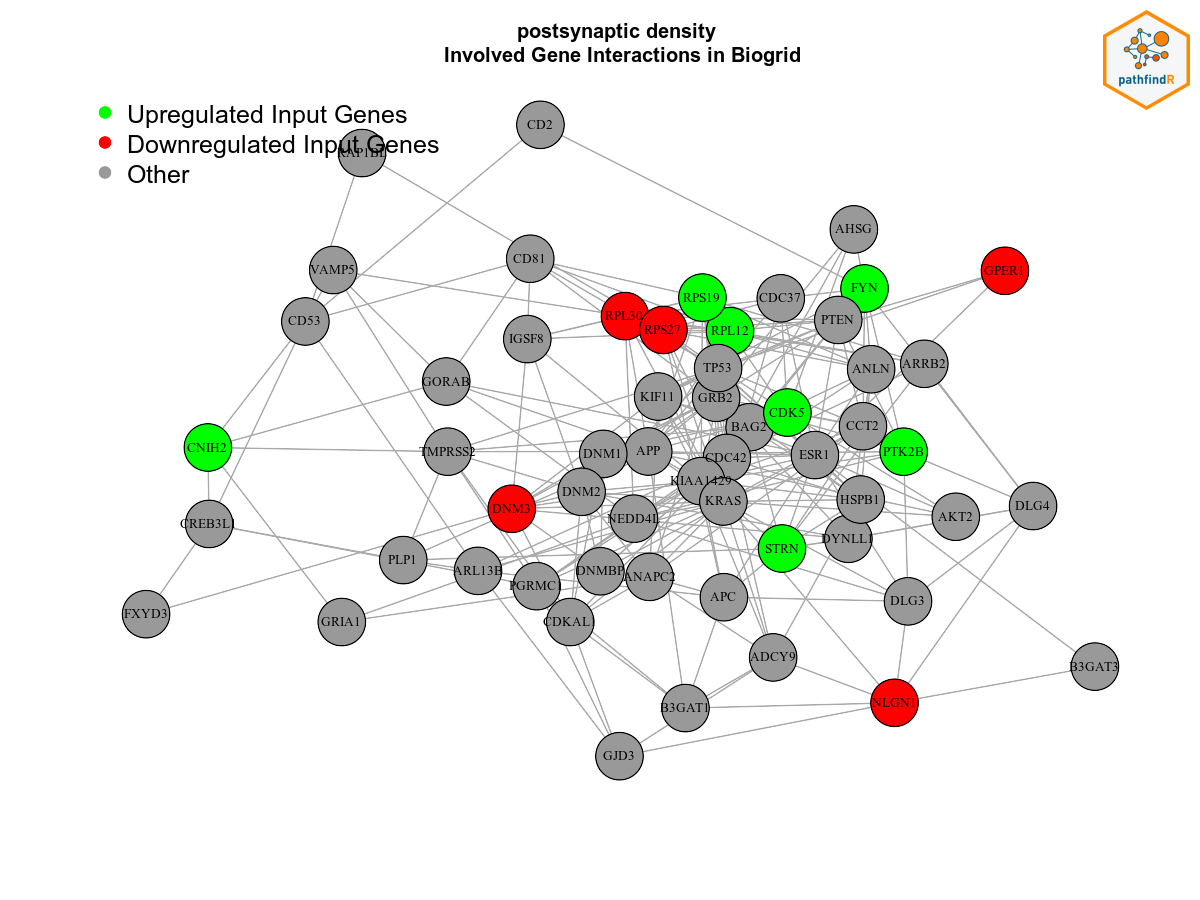 postsynaptic density
Involved Gene Interactions in Biogrid
pathfindR
Upregulated Input Genes
Downregulated Input Genes
Other
CD2
AHSG
VAMP5
CD81
GPER1
FYN
RPS19
CDC37
CD53
RPL30
RPS27
RPL12
PTEN
IGSF8
TP53
ANLN
ARRB2
GORAB
KIF11
GRB2
CDK5
BAG2
CCT2
CNIH2
TMPRSS2
DNM1
APP
CDC42
ESR1
PTK2B
KIAA1429
DNM2
KRAS
HSPB1
DNM3
NEDD4L
AKT2
DLG4
CREB3L1
STRN
DYNLL1
PLP1
ARL13B
DNMBP
ANAPC2
PGRMC1
APC
DLG3
FXYD3
GRIA1
CDKAL1
ADCY9
B3GAT3
B3GAT1
NLGN1
GJD3